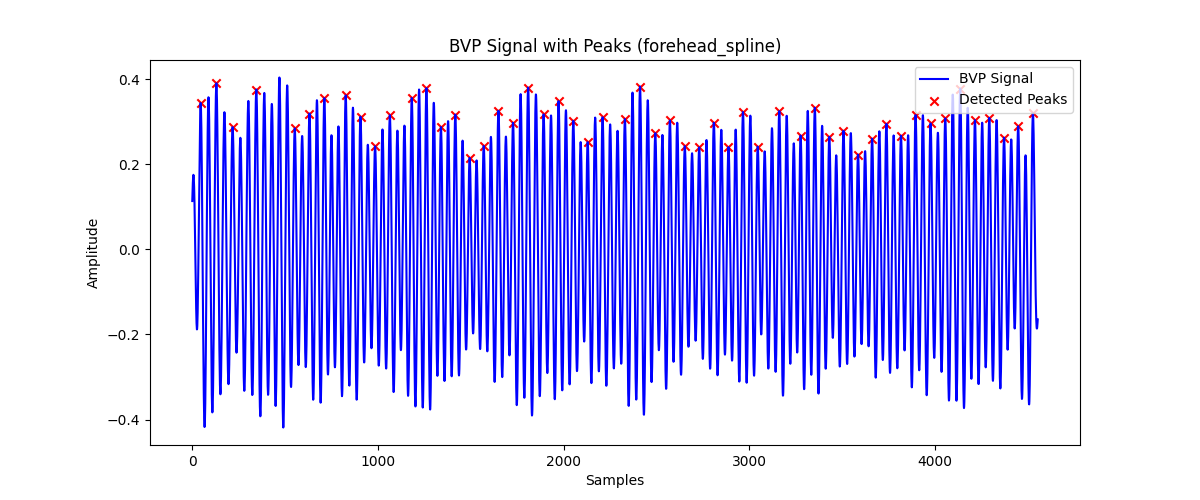 BVP Signal with Peaks (forehead_spline)
BVP Signal
Detected Peaks
Amplitude
0.4
0.2
0.0
−0.2
−0.4
0 1000 2000 3000 4000
Samples